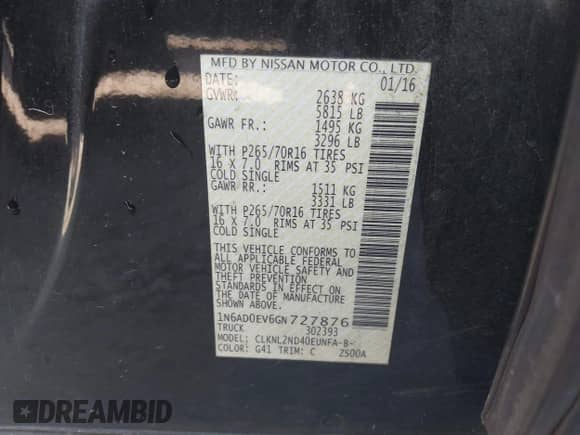 MFD BY NISSAN MOTOR CO., LTD.
DATE: 01/16
GVWR: 2638 KG
5815 LB
GAWR FR.: 1495 KG
3296 LB
WITH P265/70R16 TIRES
16 X 7.0 RIMS AT 35 PSI
COLD SINGLE
GAWR RR.: 1511 KG
3331 LB
WITH P265/70R16 TIRES
16 X 7.0 RIMS AT 35 PSI
COLD SINGLE
THIS VEHICLE CONFORMS TO
ALL APPLICABLE FEDERAL
MOTOR VEHICLE SAFETY AND
THEFT PREVENTION
STANDARDS IN EFFECT ON
THE DATE OF MANUFACTURE
SHOWN ABOVE.
1N6AD0EV6GN727876
TRUCK 302393
MODEL: CLKNL2ND40EUNFA-B-
COLOR: G41 TRIM: C ZS00A
DREAMBID